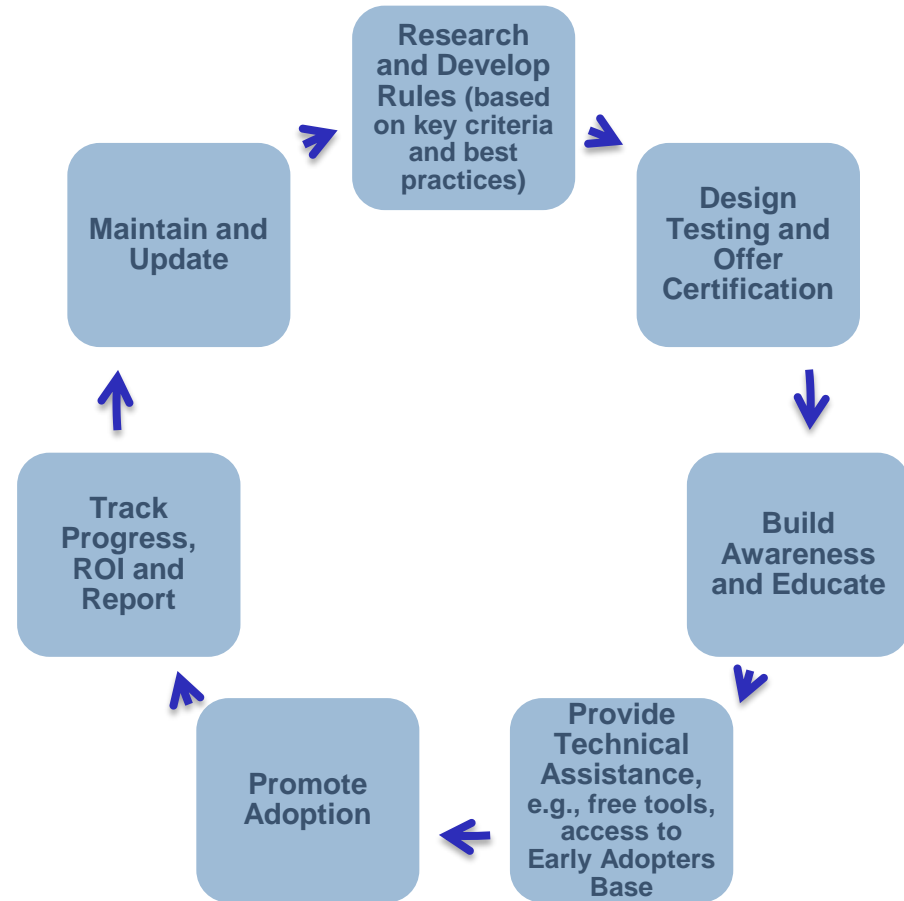 Research
and Develop
Rules (based
on key criteria
and best
practices)
Design
Testing and
Offer
Certification
Build
Awareness
and Educate
Provide
Technical
Assistance,
e.g., free tools,
access to
Early Adopters
Base
Promote
Adoption
Track
Progress,
ROI and
Report
Maintain and
Update